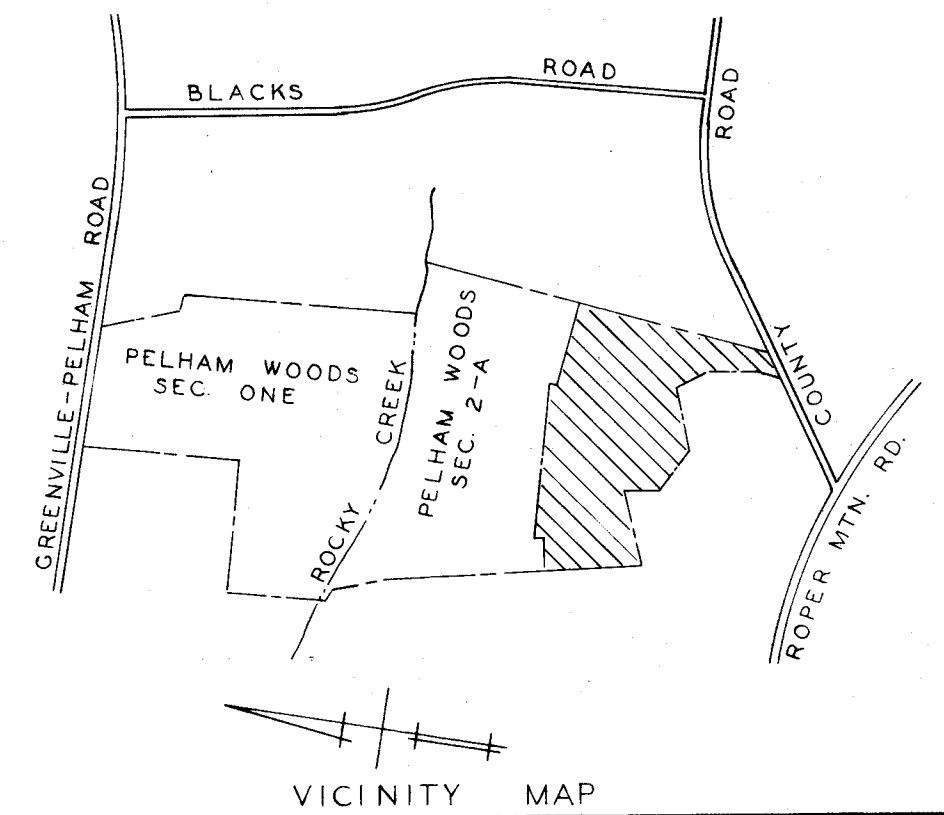 BLACKS ROAD
COUNTY ROAD
GREENVILLE-PELHAM ROAD
PELHAM WOODS
SEC. ONE
ROCKY CREEK
PELHAM WOODS
SEC. 2-A
ROPER MTN. RD.
VICINITY MAP